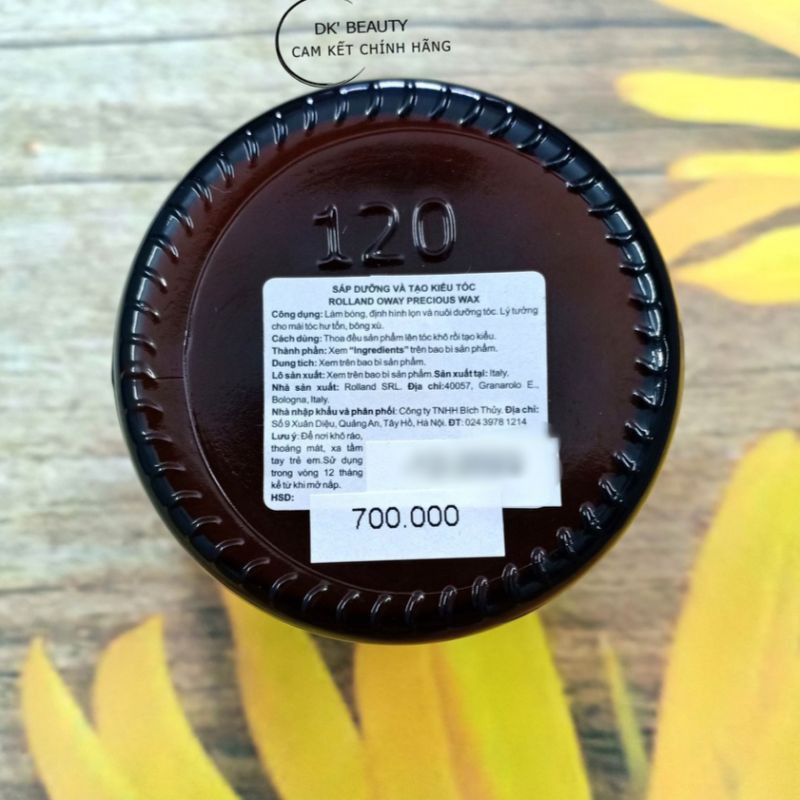 DK' BEAUTY
CAM KẾT CHÍNH HÃNG
120
SÁP DƯỠNG VÀ TẠO KIỂU TÓC
ROLLAND OWAY PRECIOUS WAX
Công dụng: Làm bóng, định hình lọn và nuôi dưỡng tóc. Lý tưởng
cho mái tóc hư tổn, bông xù.
Cách dùng: Thoa đều sản phẩm lên tóc khô rồi tạo kiểu.
Thành phần: Xem "Ingredients" trên bao bì sản phẩm.
Dung tích: Xem trên bao bì sản phẩm.
Lô sản xuất: Xem trên bao bì sản phẩm. Sản xuất tại: Italy.
Nhà sản xuất: Rolland SRL. Địa chỉ:40057, Granarolo E.,
Bologna, Italy.
Nhà nhập khẩu và phân phối: Công ty TNHH Bích Thủy. Địa chỉ:
Số 9 Xuân Diệu, Quảng An, Tây Hồ, Hà Nội. ĐT: 024 3978 1214
Lưu ý: Để nơi khô ráo,
thoáng mát, xa tầm
tay trẻ em.Sử dụng
trong vòng 12 tháng
kể từ khi mở nắp.
HSD:
700.000